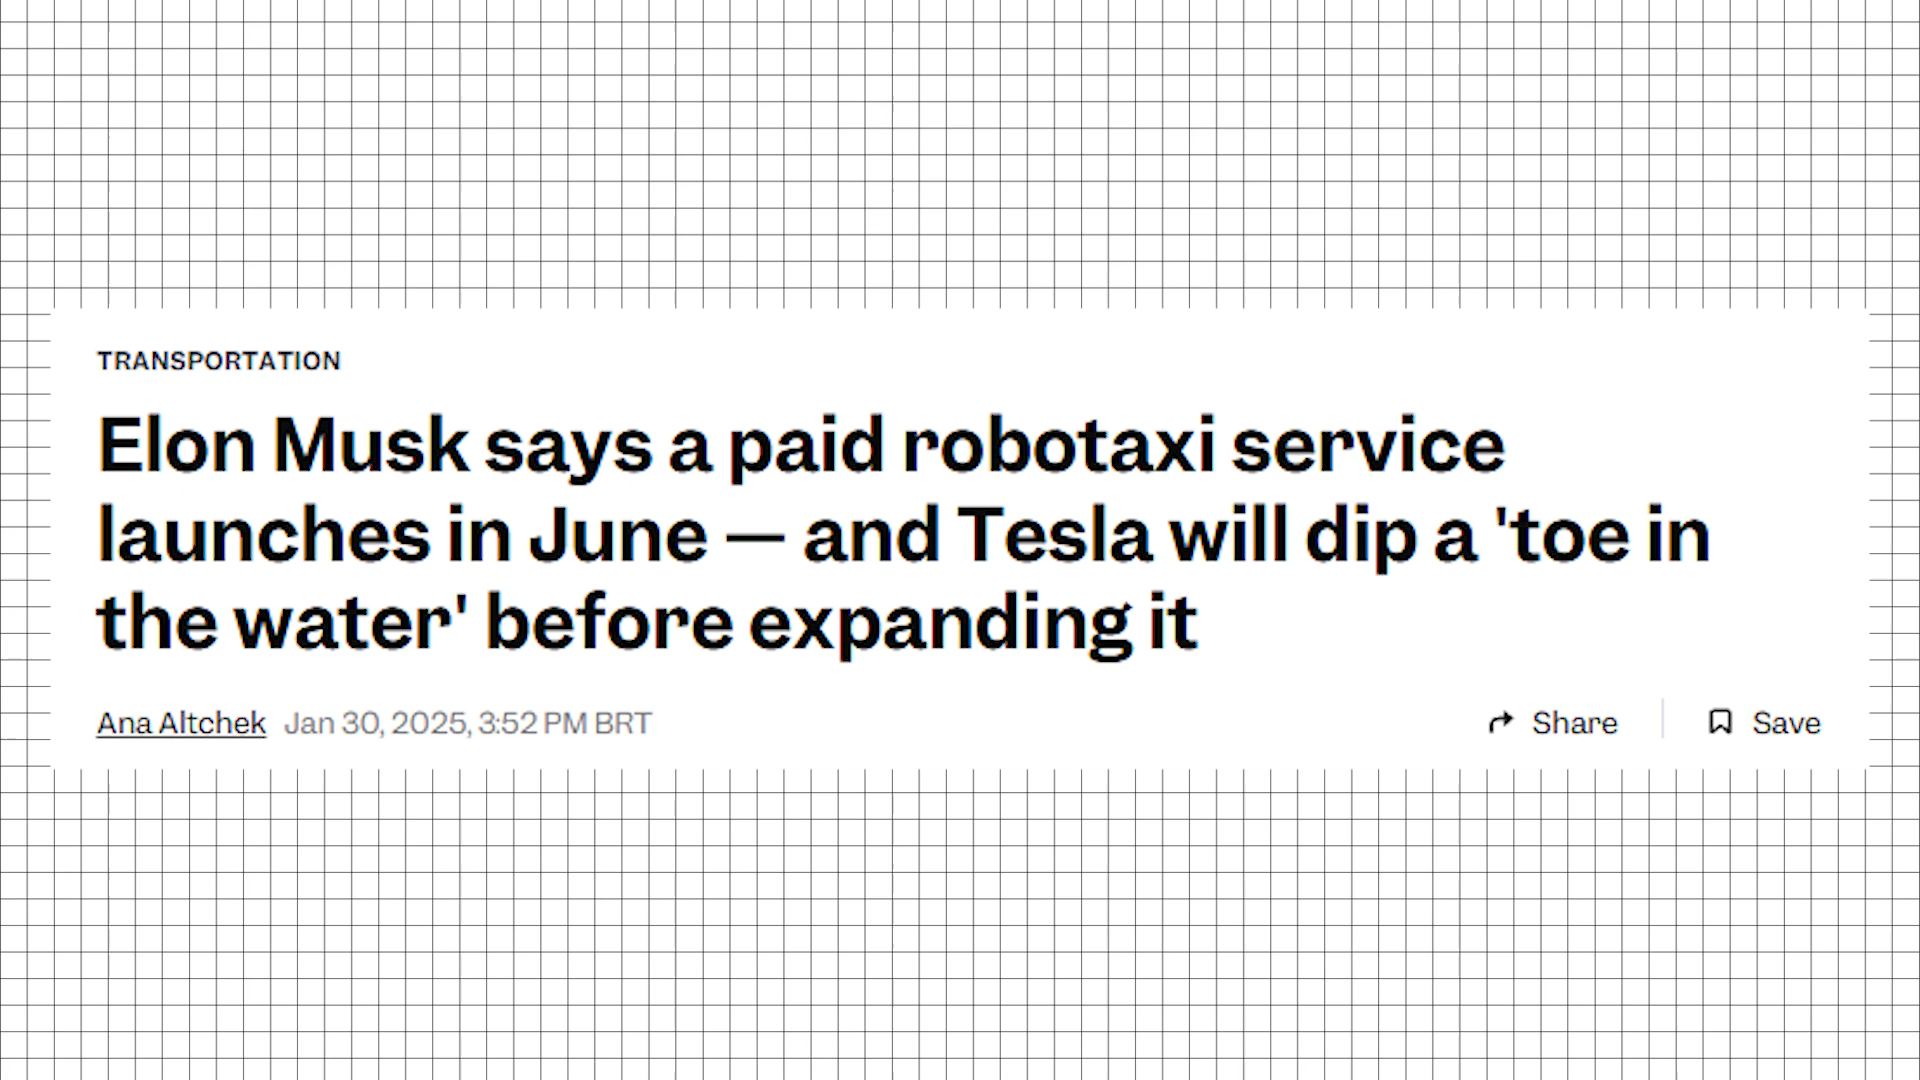 TRANSPORTATION
Elon Musk says a paid robotaxi service
launches in June — and Tesla will dip a 'toe in
the water' before expanding it
Ana Altchek Jan 30, 2025, 3:52 PM BRT Share Save